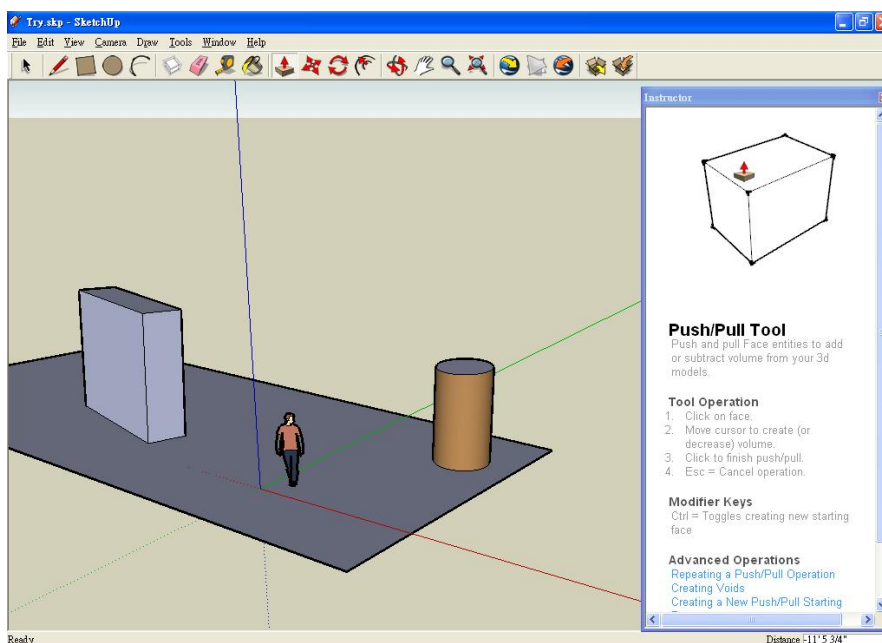 Try.skp - SketchUp
File Edit View Camera Draw Tools Window Help
Instructor
Push/Pull Tool
Push and pull Face entities to add
or subtract volume from your 3d
models.
Tool Operation
1. Click on face.
2. Move cursor to create (or
decrease) volume.
3. Click to finish push/pull.
4. Esc = Cancel operation.
Modifier Keys
Ctrl = Toggles creating new starting
face
Advanced Operations
Repeating a Push/Pull Operation
Creating Voids
Creating a New Push/Pull Starting
Ready
Distance -11' 5 3/4"